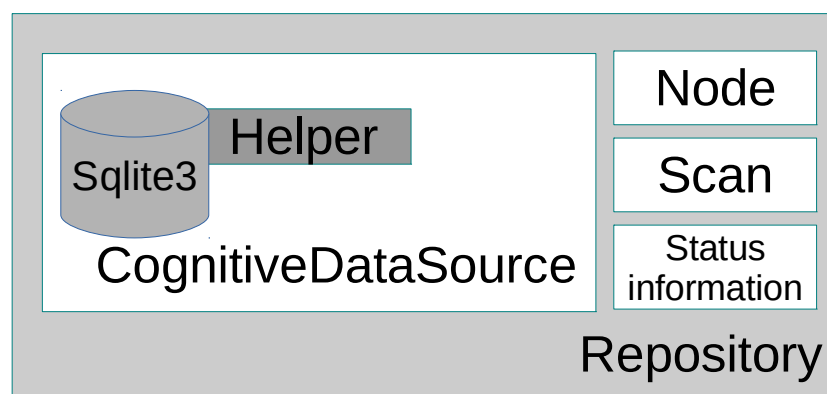 Helper
Sqlite3
CognitiveDataSource
Node
Scan
Status
information
Repository